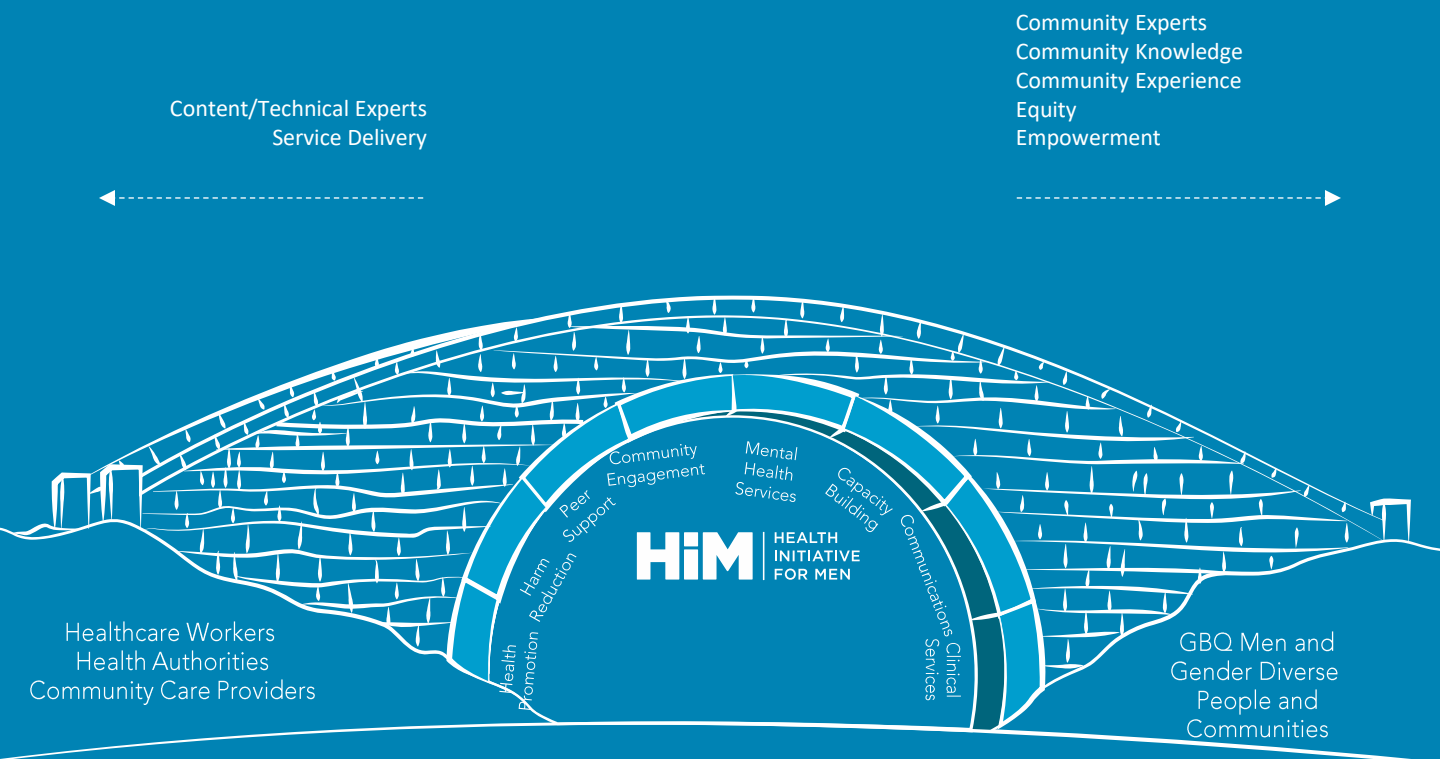 Content/Technical Experts
Service Delivery
Community Experts
Community Knowledge
Community Experience
Equity
Empowerment
Health
Promotion
Harm
Reduction
Peer
Support
Community
Engagement
Mental
Health
Services
Capacity
Building
Communications
Clinical
Services
HiM
HEALTH
INITIATIVE
FOR MEN
Healthcare Workers
Health Authorities
Community Care Providers
GBQ Men and
Gender Diverse
People and
Communities